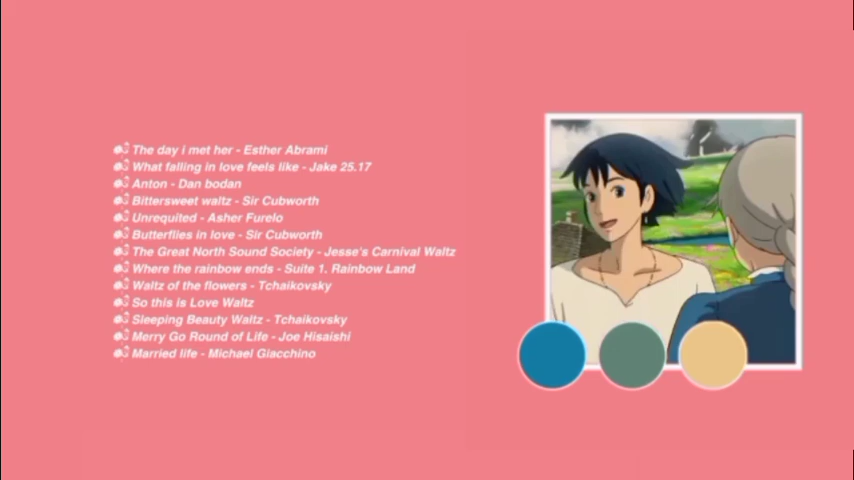 The day i met her - Esther Abrami
What falling in love feels like - Jake 25.17
Anton - Dan bodan
Bittersweet waltz - Sir Cubworth
Unrequited - Asher Furelo
Butterflies in love - Sir Cubworth
The Great North Sound Society - Jesse's Carnival Waltz
Where the rainbow ends - Suite 1. Rainbow Land
Waltz of the flowers - Tchaikovsky
So this is Love Waltz
Sleeping Beauty Waltz - Tchaikovsky
Merry Go Round of Life - Joe Hisaishi
Married life - Michael Giacchino